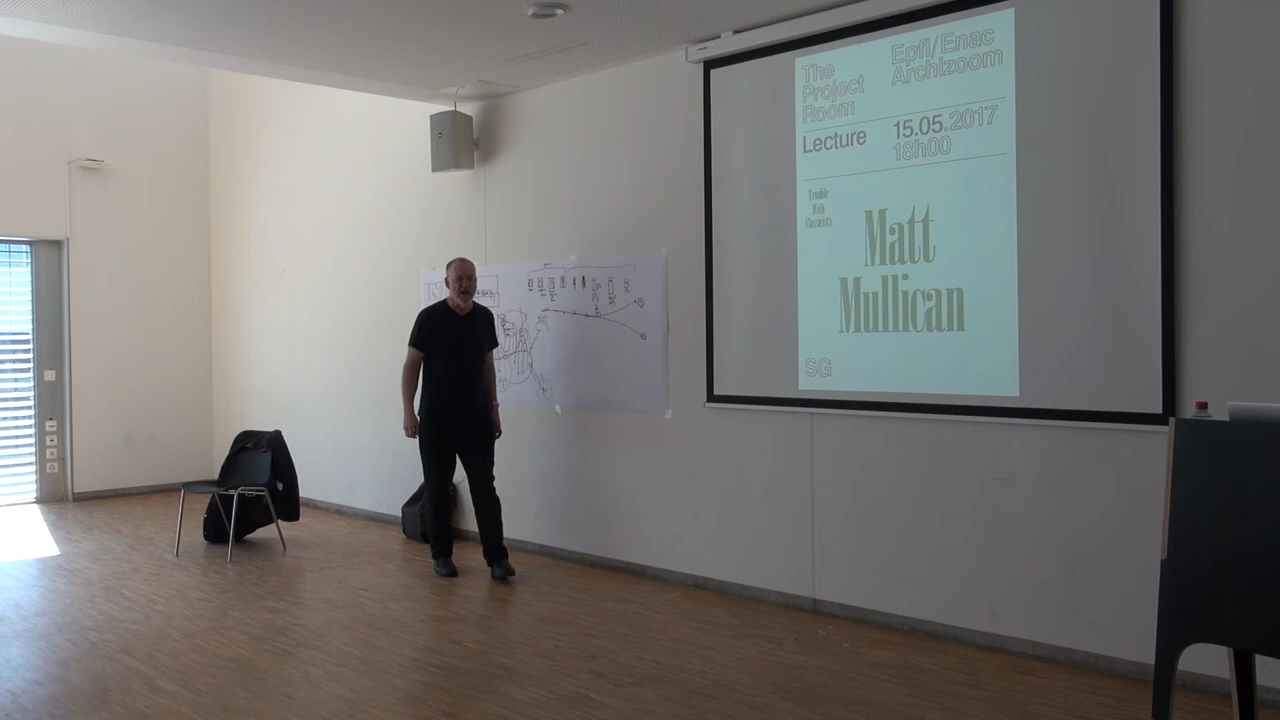 The
Project
Room
Epfl/Enac
Archizoom
Lecture
15.05.2017
18h00
Trouble
With
Classicists
Matt
Mullican
SG